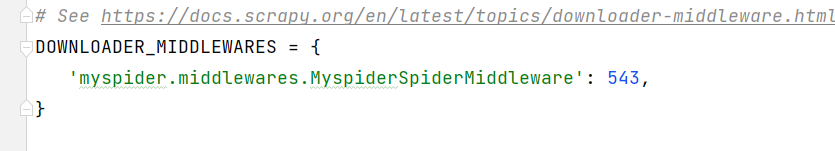 # See https://docs.scrapy.org/en/latest/topics/downloader-middleware.html
DOWNLOADER_MIDDLEWARES = {
   'myspider.middlewares.MyspiderSpiderMiddleware': 543,
}